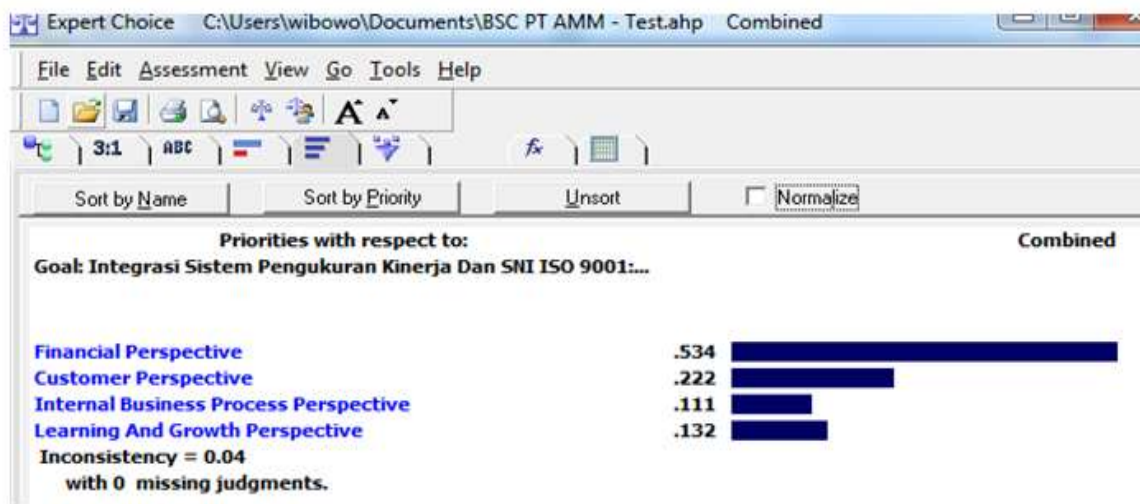 Expert Choice C:\Users\wibowo\Documents\BSC PT AMM - Test.ahp Combined
File Edit Assessment View Go Tools Help
A A
3:1 ABC fx
Sort by Name Sort by Priority Unsort Normalize
Priorities with respect to: Combined
Goal: Integrasi Sistem Pengukuran Kinerja Dan SNI ISO 9001:...
Financial Perspective .534
Customer Perspective .222
Internal Business Process Perspective .111
Learning And Growth Perspective .132
Inconsistency = 0.04
with 0 missing judgments.